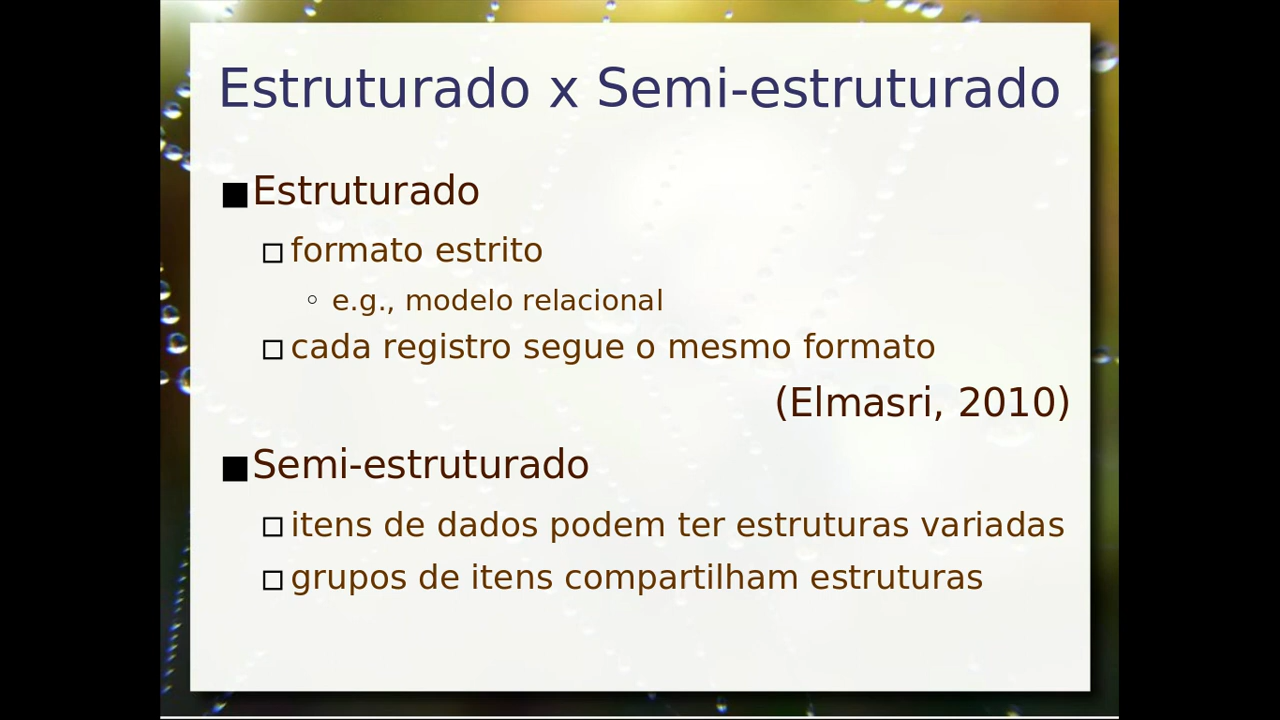 Estruturado x Semi-estruturado
Estruturado
formato estrito
e.g., modelo relacional
cada registro segue o mesmo formato
(Elmasri, 2010)
Semi-estruturado
itens de dados podem ter estruturas variadas
grupos de itens compartilham estruturas